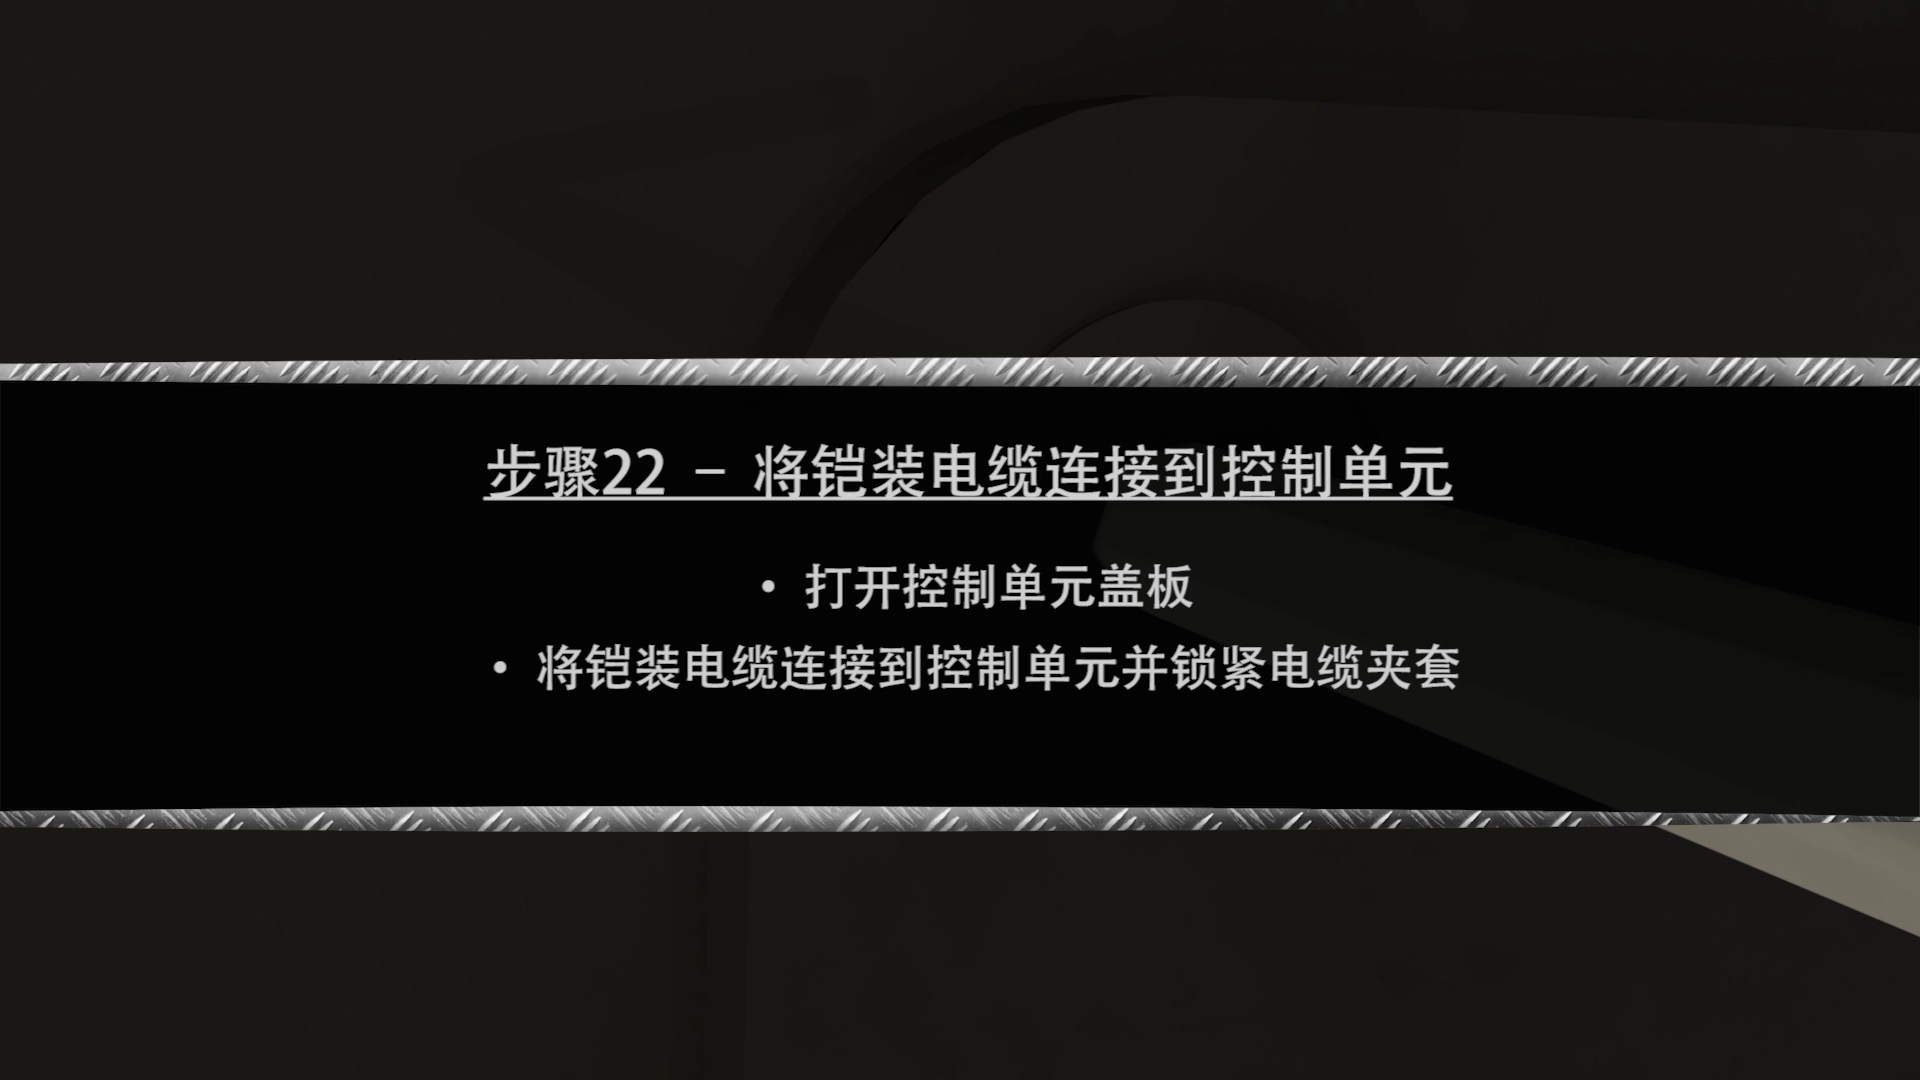 步骤22 - 将铠装电缆连接到控制单元
• 打开控制单元盖板
• 将铠装电缆连接到控制单元并锁紧电缆夹套